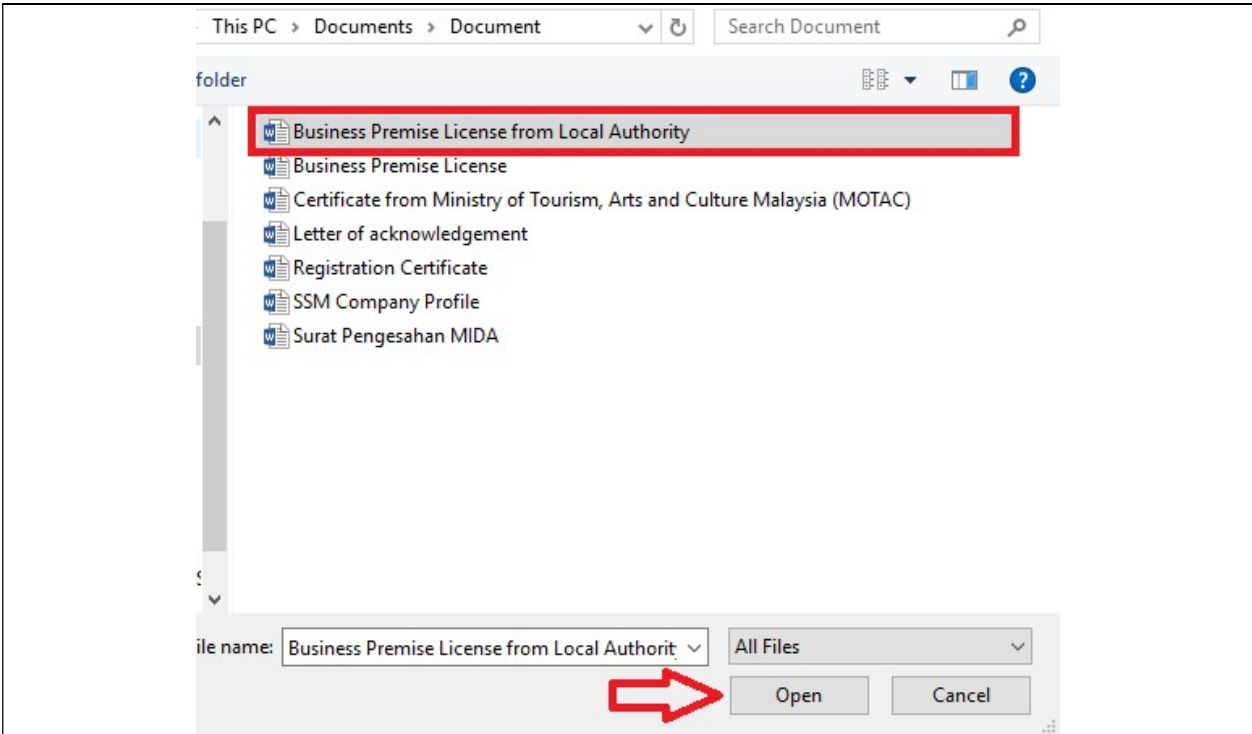 This PC > Documents > Document
Search Document
folder
?
Business Premise License from Local Authority
Business Premise License
Certificate from Ministry of Tourism, Arts and Culture Malaysia (MOTAC)
Letter of acknowledgement
Registration Certificate
SSM Company Profile
Surat Pengesahan MIDA
ile name: Business Premise License from Local Authorit
All Files
Open
Cancel